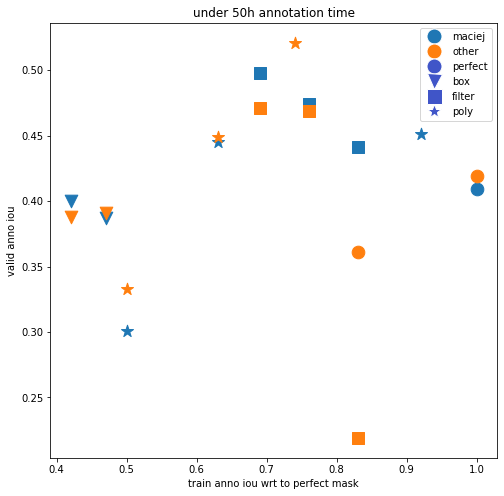 under 50h annotation time
maciej
other
perfect
box
filter
poly
valid anno iou
0.50
0.45
0.40
0.35
0.30
0.25
0.4 0.5 0.6 0.7 0.8 0.9 1.0
train anno iou wrt to perfect mask